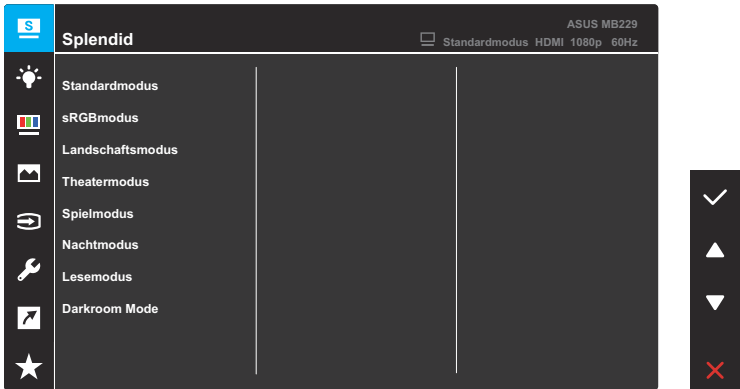 S
ASUS MB229
Splendid
Standardmodus HDMI 1080p 60Hz
Standardmodus
sRGBmodus
Landschaftsmodus
Theatermodus
Spielmodus
Nachtmodus
Lesemodus
Darkroom Mode